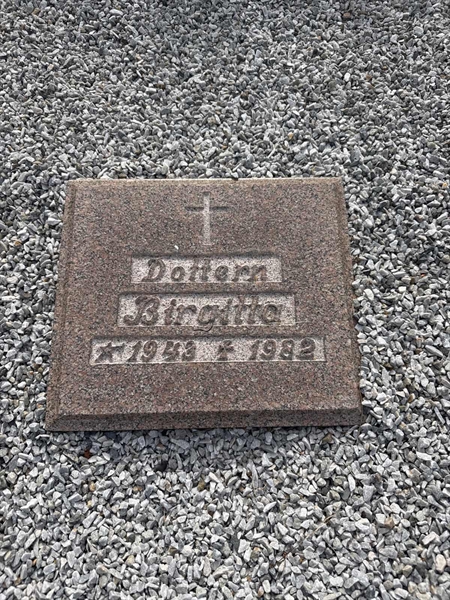 Dottern
Birgitta
* 1943 † 1982